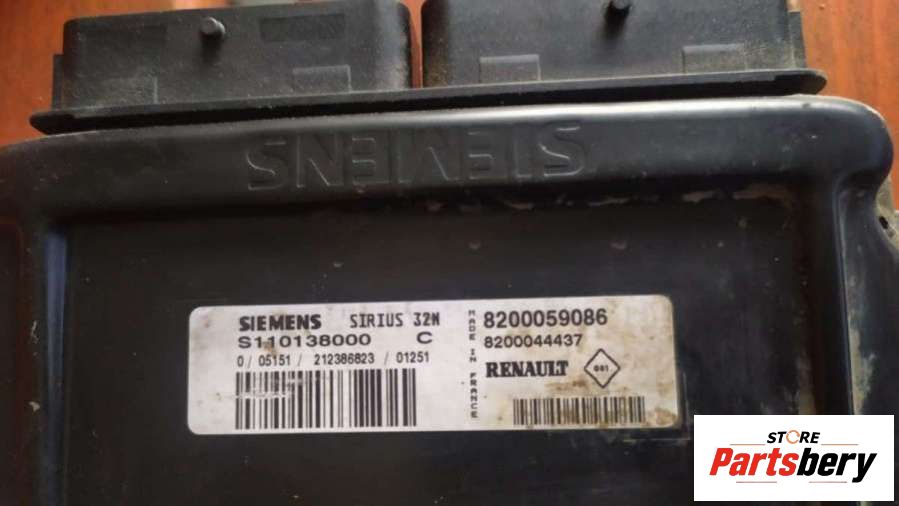 SIEMENS
SIEMENS SIRIUS 32N
S110138000 C
0 / 05151 / 212386823 / 01251
MADE IN FRANCE
8200059086
8200044437
RENAULT
STORE
Partsbery